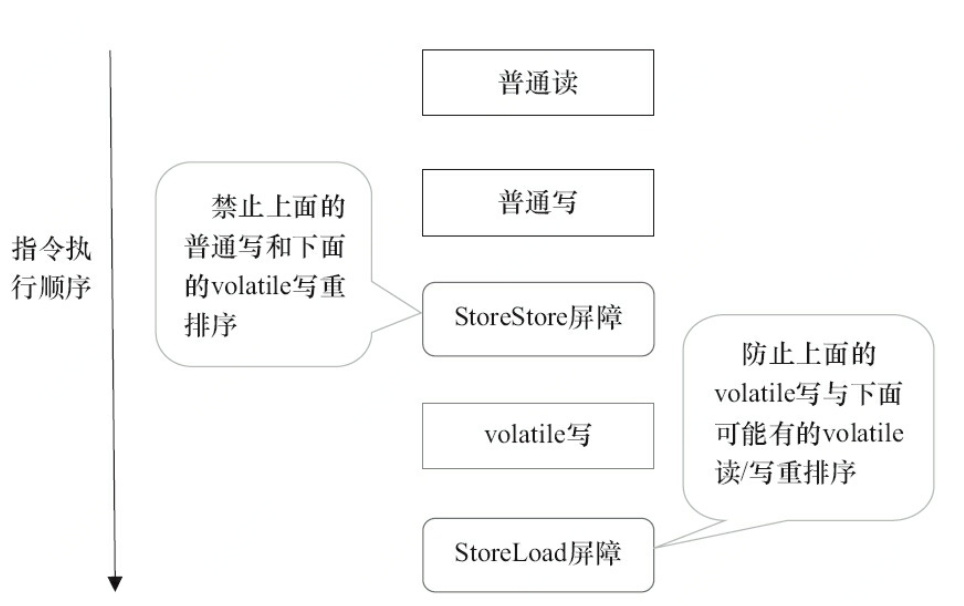 普通读
普通写
禁止上面的
普通写和下面
的volatile写重
排序
指令执
行顺序
StoreStore屏障
防止上面的
volatile写与下面
可能有的volatile
读/写重排序
volatile写
StoreLoad屏障